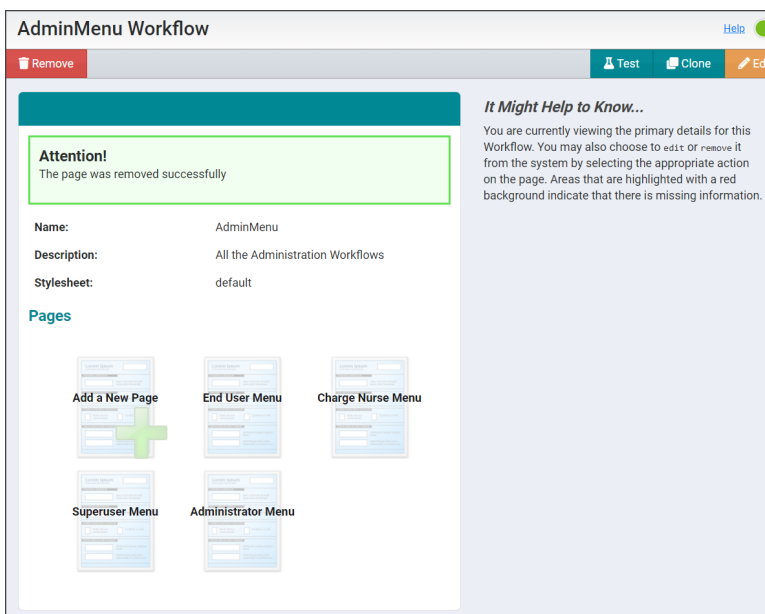 AdminMenu Workflow
Help
Remove
Test
Clone
Attention!
The page was removed successfully
Name: AdminMenu
Description: All the Administration Workflows
Stylesheet: default
Pages
Add a New Page
End User Menu
Charge Nurse Menu
Superuser Menu
Administrator Menu
It Might Help to Know...
You are currently viewing the primary details for this
Workflow. You may also choose to edit or remove it
from the system by selecting the appropriate action
on the page. Areas that are highlighted with a red
background indicate that there is missing information.